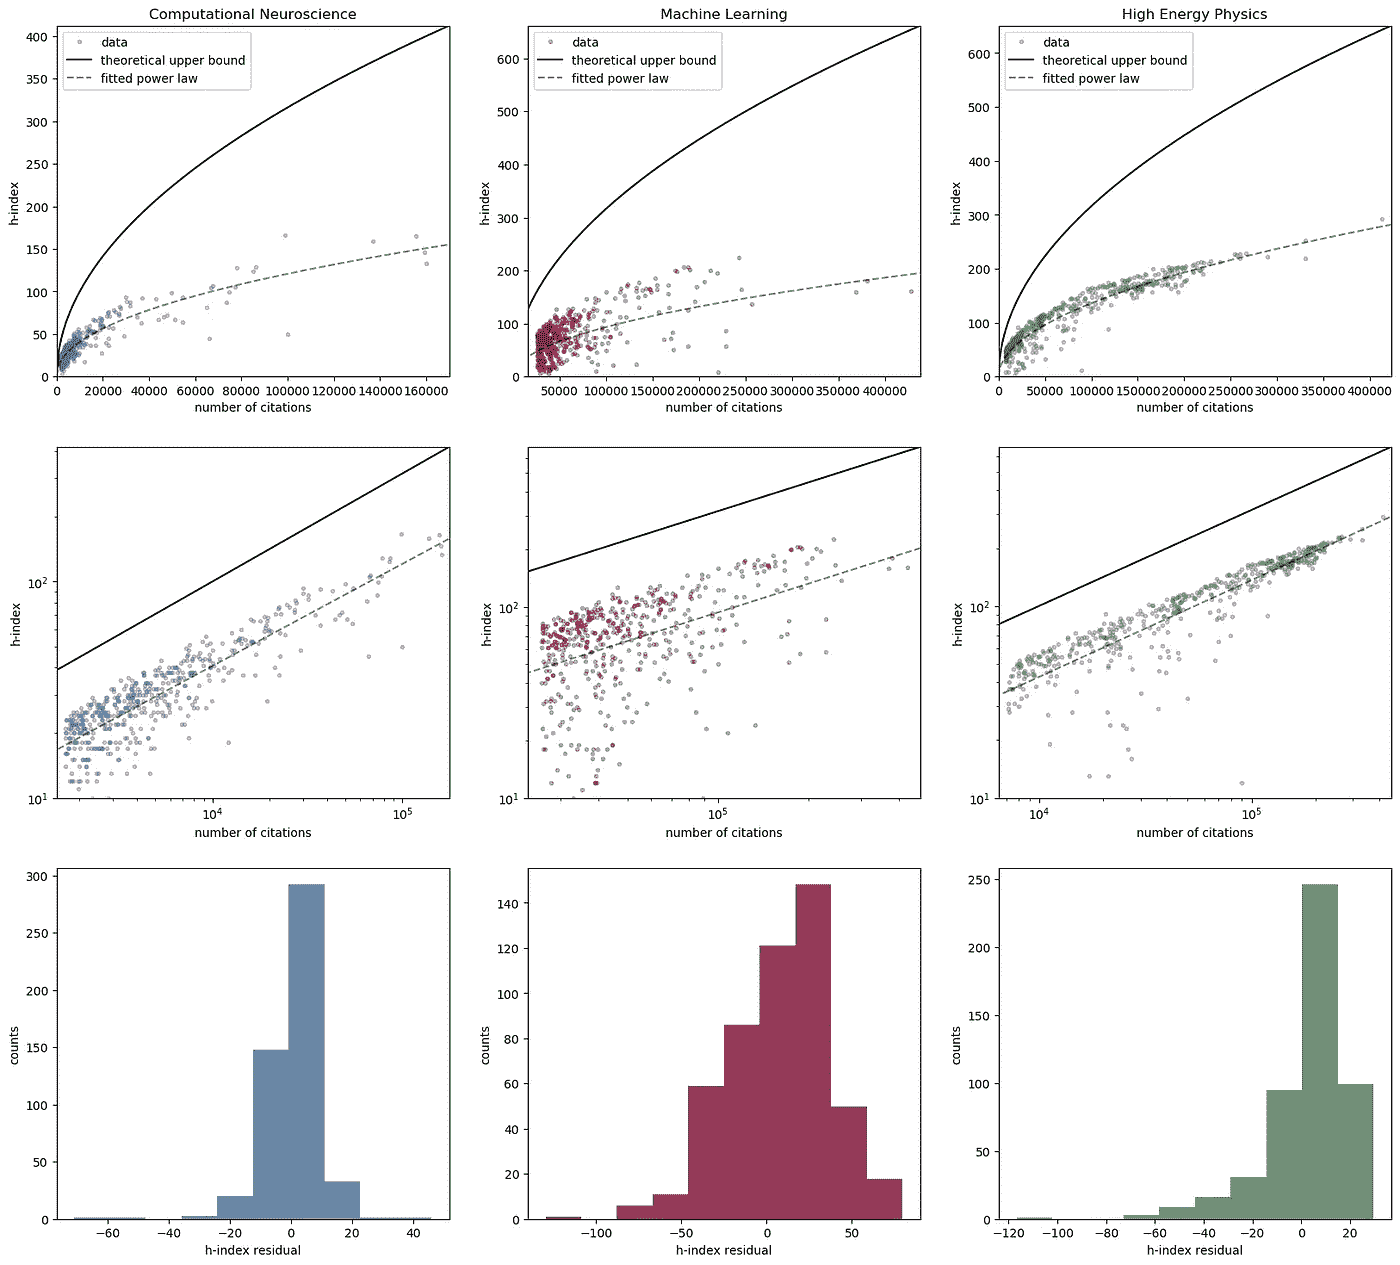 Computational Neuroscience
Machine Learning
High Energy Physics
data
theoretical upper bound
fitted power law
data
theoretical upper bound
fitted power law
data
theoretical upper bound
fitted power law
h-index
400
350
300
250
200
150
100
50
0
0 20000 40000 60000 80000 100000 120000 140000 160000
number of citations
h-index
600
500
400
300
200
100
0
50000 100000 150000 200000 250000 300000 350000 400000
number of citations
h-index
600
500
400
300
200
100
0
0 50000 100000 150000 200000 250000 300000 350000 400000
number of citations
h-index
10²
10¹
10⁴ 10⁵
number of citations
h-index
10²
10¹
10⁵
number of citations
h-index
10²
10¹
10⁴ 10⁵
number of citations
counts
300
250
200
150
100
50
0
−60 −40 −20 0 20 40
h-index residual
counts
140
120
100
80
60
40
20
0
−100 −50 0 50
h-index residual
counts
250
200
150
100
50
0
−120 −100 −80 −60 −40 −20 0 20
h-index residual